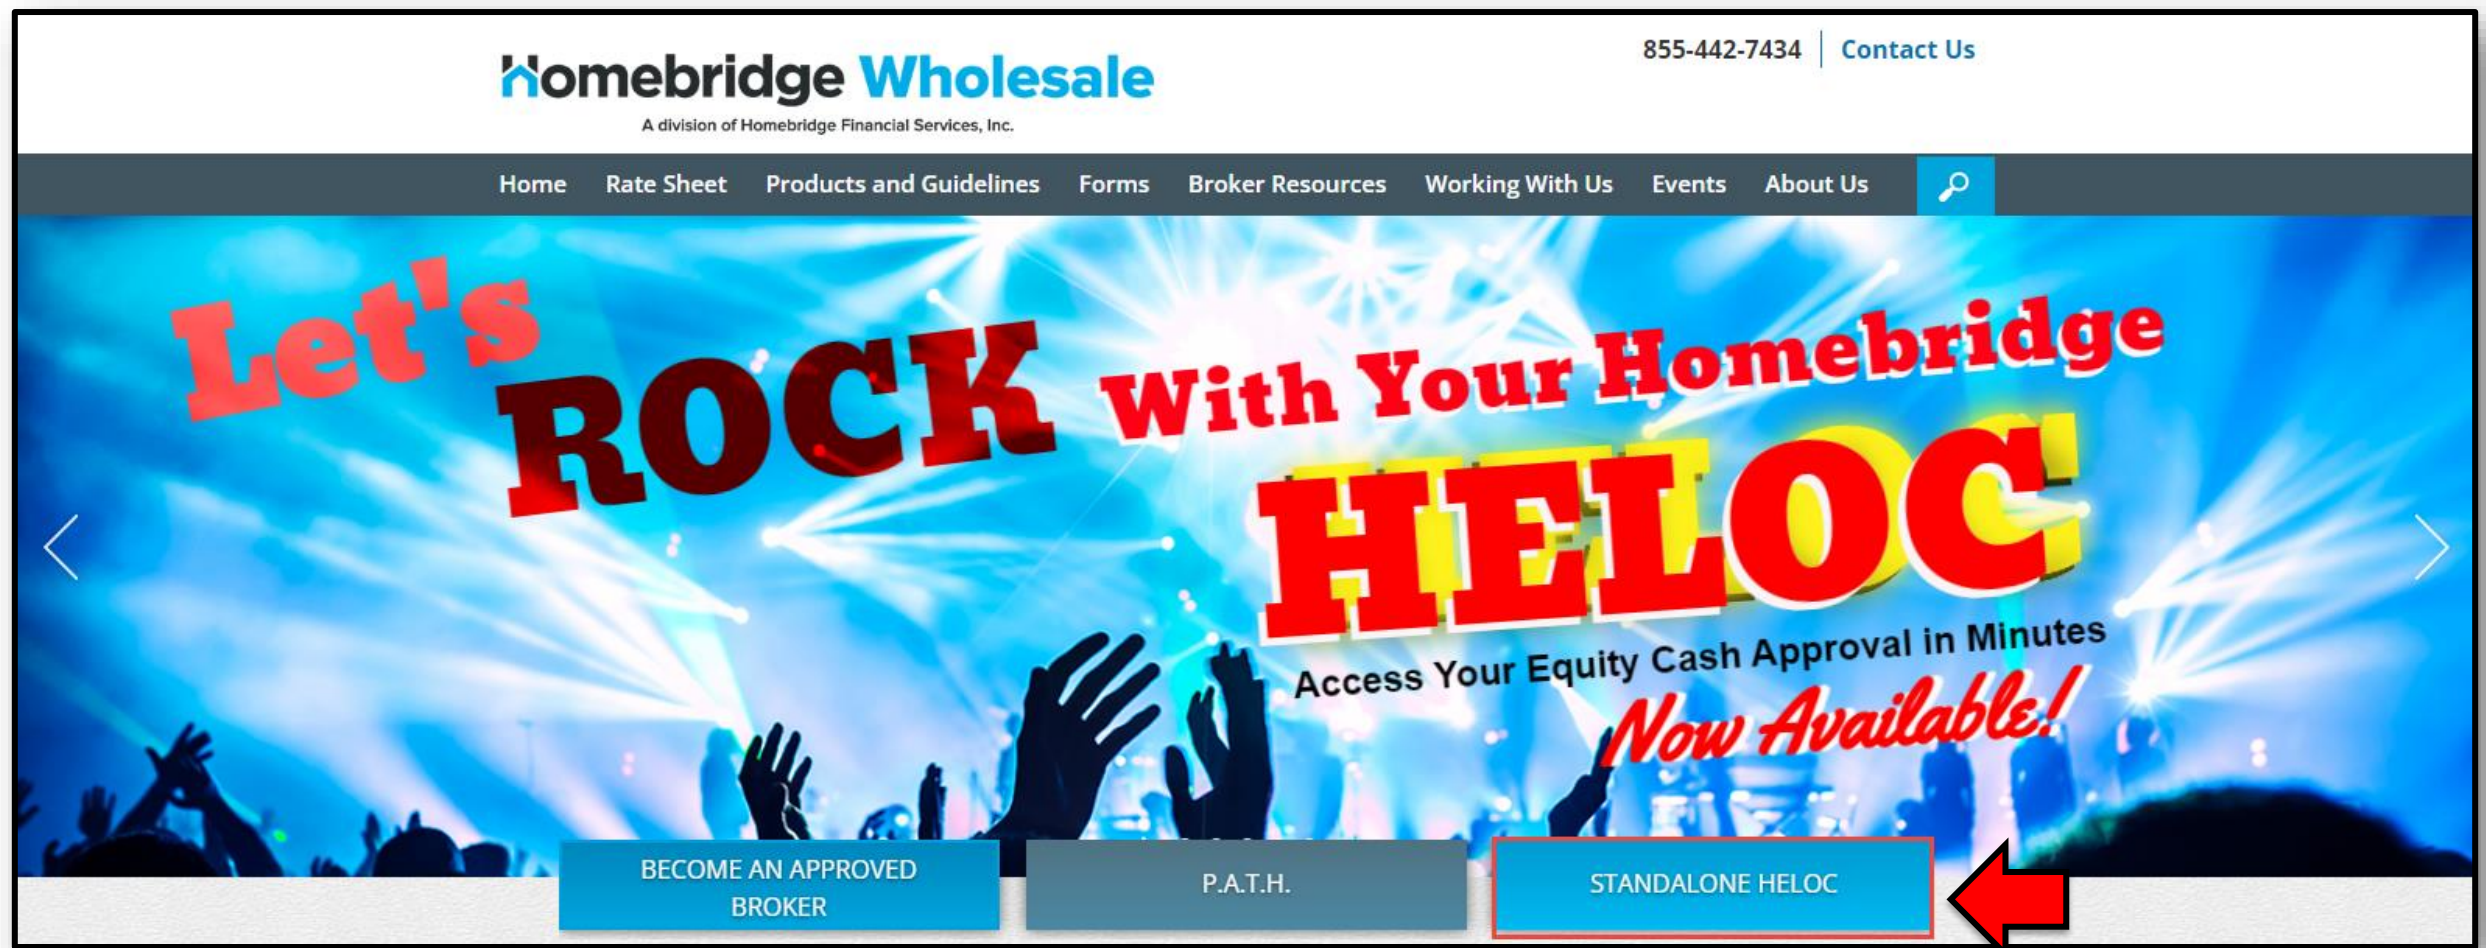 Homebridge Wholesale
A division of Homebridge Financial Services, Inc.
855-442-7434 Contact Us
Home Rate Sheet Products and Guidelines Forms Broker Resources Working With Us Events About Us
Let's
ROCK With Your Homebridge
HELOC
Access Your Equity Cash Approval in Minutes
Now Available!
BECOME AN APPROVED
BROKER
P.A.T.H.
STANDALONE HELOC